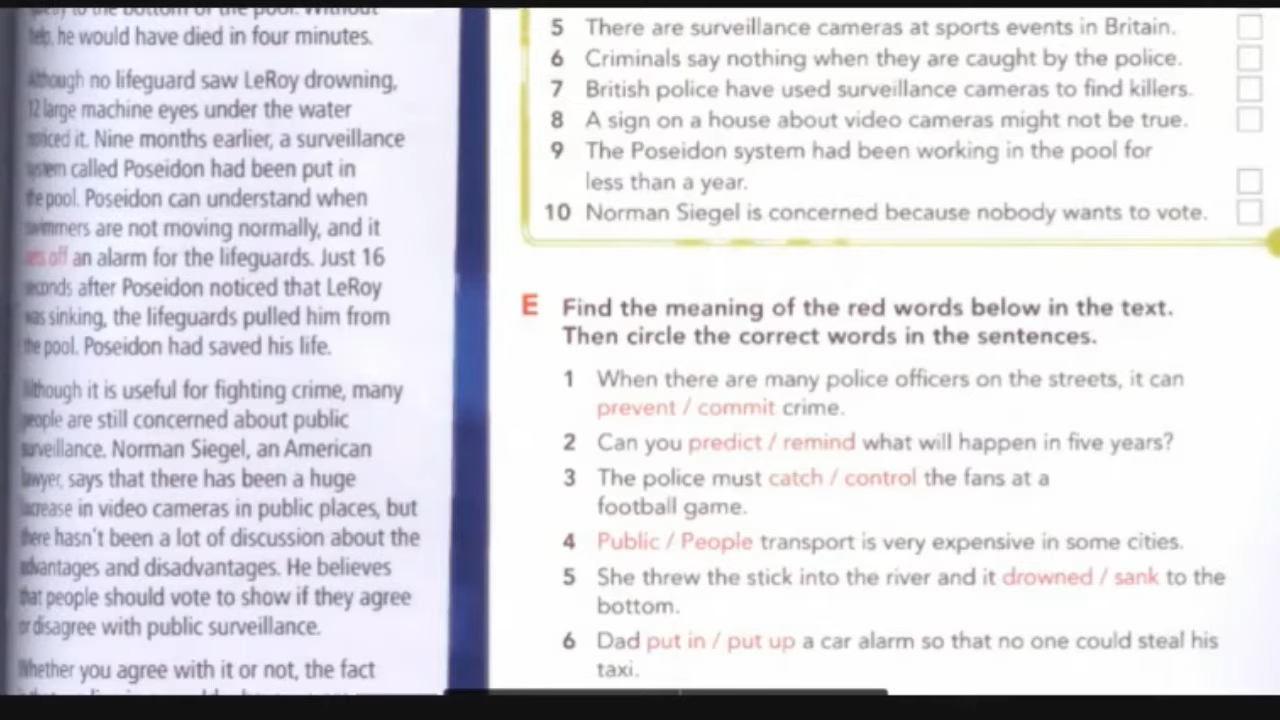 to the bottom of the pool. Without
help, he would have died in four minutes.
Although no lifeguard saw LeRoy drowning,
12 large machine eyes under the water
noticed it. Nine months earlier, a surveillance
system called Poseidon had been put in
the pool. Poseidon can understand when
swimmers are not moving normally, and it
sets off an alarm for the lifeguards. Just 16
seconds after Poseidon noticed that LeRoy
was sinking, the lifeguards pulled him from
the pool. Poseidon had saved his life.
Although it is useful for fighting crime, many
people are still concerned about public
surveillance. Norman Siegel, an American
lawyer, says that there has been a huge
increase in video cameras in public places, but
there hasn't been a lot of discussion about the
advantages and disadvantages. He believes
that people should vote to show if they agree
or disagree with public surveillance.
Whether you agree with it or not, the fact
5 There are surveillance cameras at sports events in Britain.
6 Criminals say nothing when they are caught by the police.
7 British police have used surveillance cameras to find killers.
8 A sign on a house about video cameras might not be true.
9 The Poseidon system had been working in the pool for
less than a year.
10 Norman Siegel is concerned because nobody wants to vote.
E Find the meaning of the red words below in the text.
Then circle the correct words in the sentences.
1 When there are many police officers on the streets, it can
prevent / commit crime.
2 Can you predict / remind what will happen in five years?
3 The police must catch / control the fans at a
football game.
4 Public / People transport is very expensive in some cities.
5 She threw the stick into the river and it drowned / sank to the
bottom.
6 Dad put in / put up a car alarm so that no one could steal his
taxi.